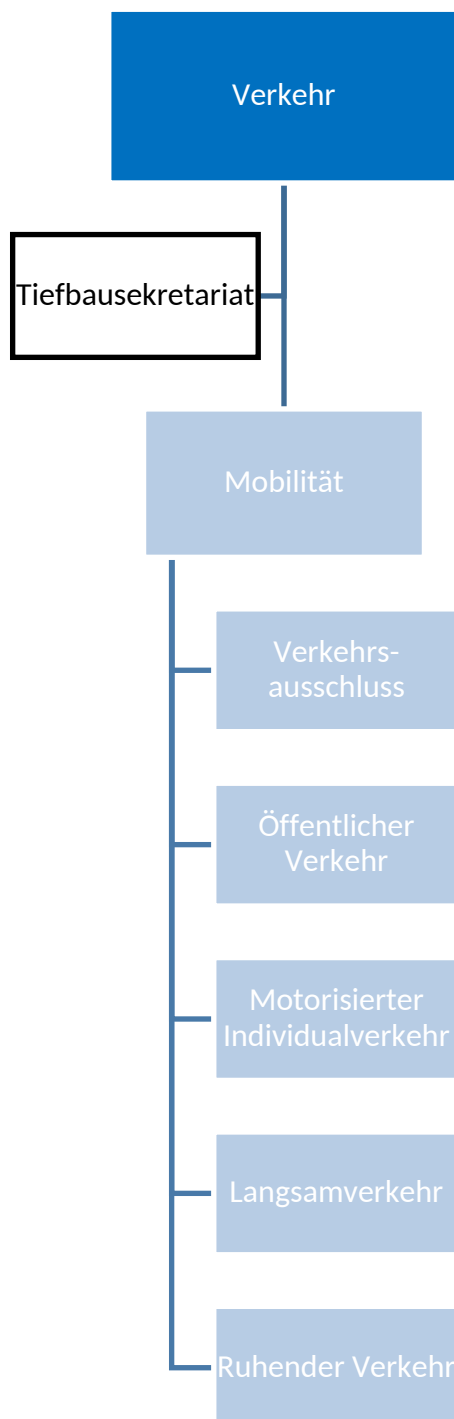 Verkehr
Tiefbausekretariat
Mobilität
Verkehrs-
ausschluss
Öffentlicher
Verkehr
Motorisierter
Individualverkehr
Langsamverkehr
Ruhender Verkehr